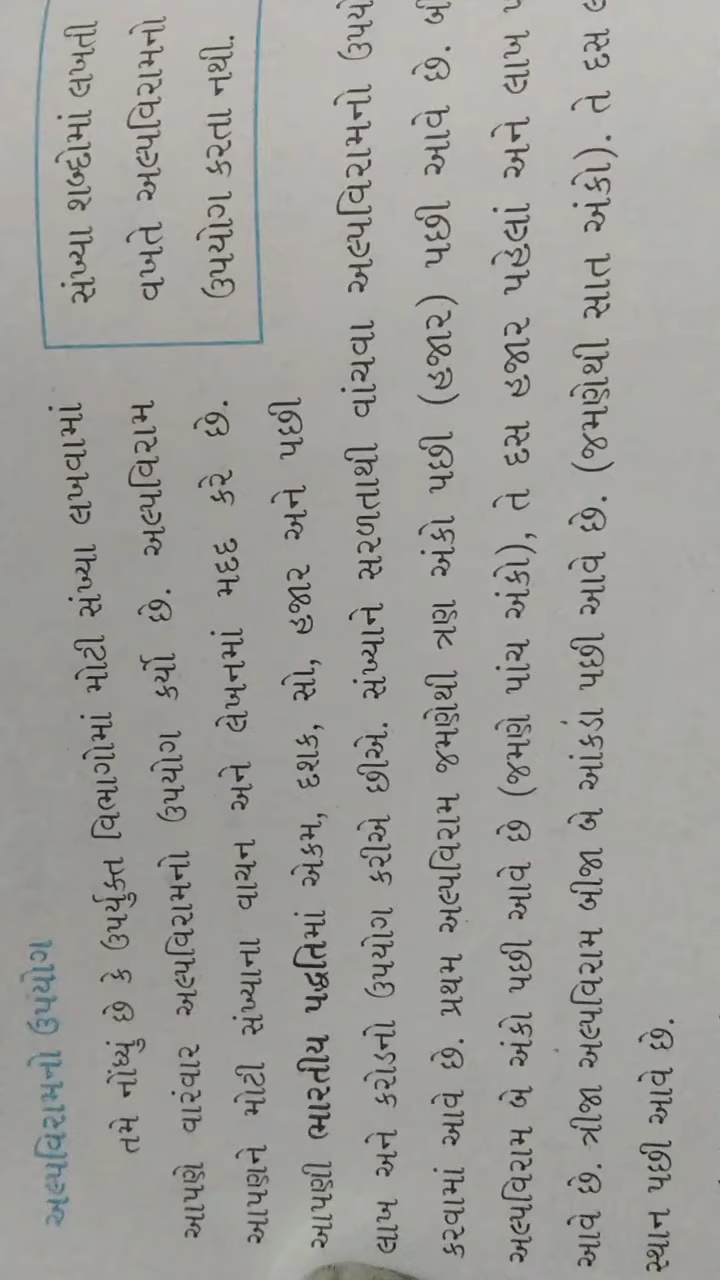 અલ્પવિરામનો ઉપયોગ
તમે નોંધ્યું છે કે ઉપર્યુક્ત વિભાગોમાં મોટી સંખ્યા લખવામાં
આપણે વારંવાર અલ્પવિરામનો ઉપયોગ કર્યો છે. અલ્પવિરામ
આપણને મોટી સંખ્યાના વાચન અને લેખનમાં મદદ કરે છે.
આપણી ભારતીય પદ્ધતિમાં એકમ, દશક, સો, હજાર અને પછી
લાખ અને કરોડનો ઉપયોગ કરીએ છીએ. સંખ્યાને સરળતાથી વાંચવા અલ્પવિરામનો
કરવામાં આવે છે. પ્રથમ અલ્પવિરામ જમણેથી ત્રણ અંકો પછી (હજાર) પછી આવે છે.
અલ્પવિરામ બે અંકો પછી આવે છે (જમણે પાંચ અંકો), તે દસ હજાર પહેલાં અને લાખ
આવે છે. ત્રીજા અલ્પવિરામ બીજા બે આંકડા પછી આવે છે. (જમણેથી સાત અંકો). તે દસ
સ્થાન પછી આવે છે.
સંખ્યા શબ્દોમાં લખતી
વખતે અલ્પવિરામનો
ઉપયોગ કરતા નથી.